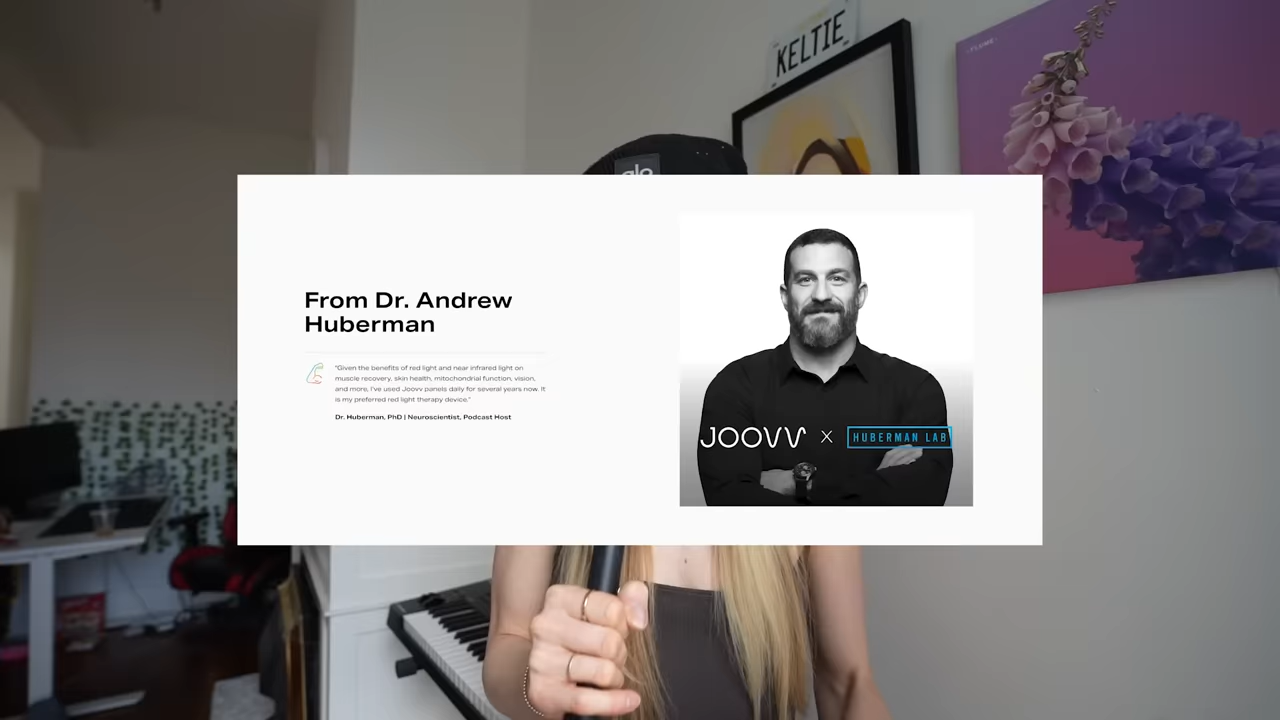 KELTIE
FLUME
alo
From Dr. Andrew
Huberman
"Given the benefits of red light and near infrared light on
muscle recovery, skin health, mitochondrial function, vision,
and more, I've used Joovv panels daily for several years now. It
is my preferred red light therapy device."
Dr. Huberman, PhD | Neuroscientist, Podcast Host
JOOVV X HUBERMAN LAB